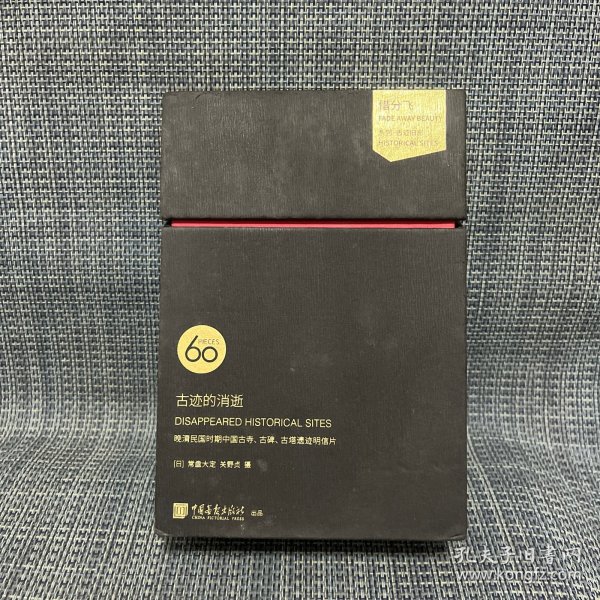 惜分飞
FADE AWAY BEAUTY
HISTORICAL SITES
60
PIECES
古迹的消逝
DISAPPEARED HISTORICAL SITES
晚清民国时期中国古寺、古碑、古塔遗迹明信片
[日] 常盘大定 关野贞 摄
中国画报出版社 出品
CHINA PICTORIAL PRESS
孔夫子旧书网
www.kongfz.com